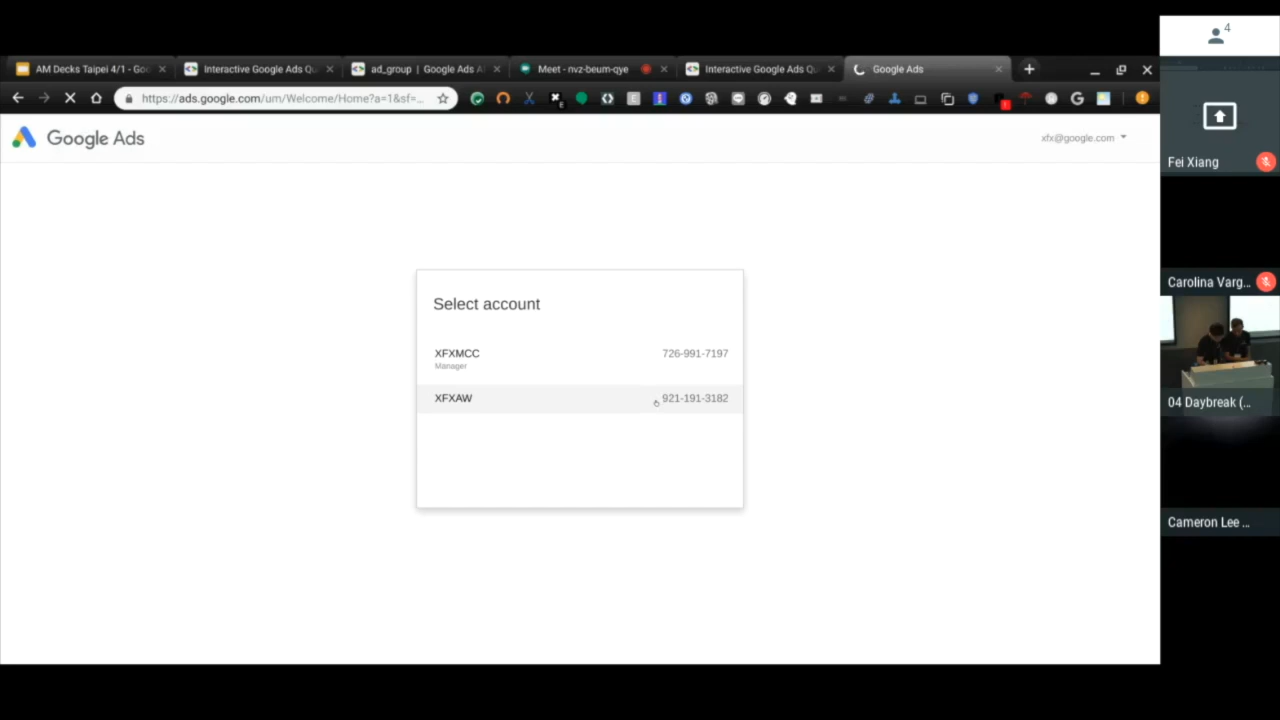 4
AM Decks Taipei 4/1 - Goo
Interactive Google Ads Qu
ad_group | Google Ads A
Meet - nvz-beum-qye
Interactive Google Ads Qu
Google Ads
https://ads.google.com/um/Welcome/Home?a=1&sf=...
Google Ads
xfx@google.com
Select account
XFXMCC 726-991-7197
Manager
XFXAW 921-191-3182
Fei Xiang
Carolina Varg...
04 Daybreak (...
Cameron Lee ...